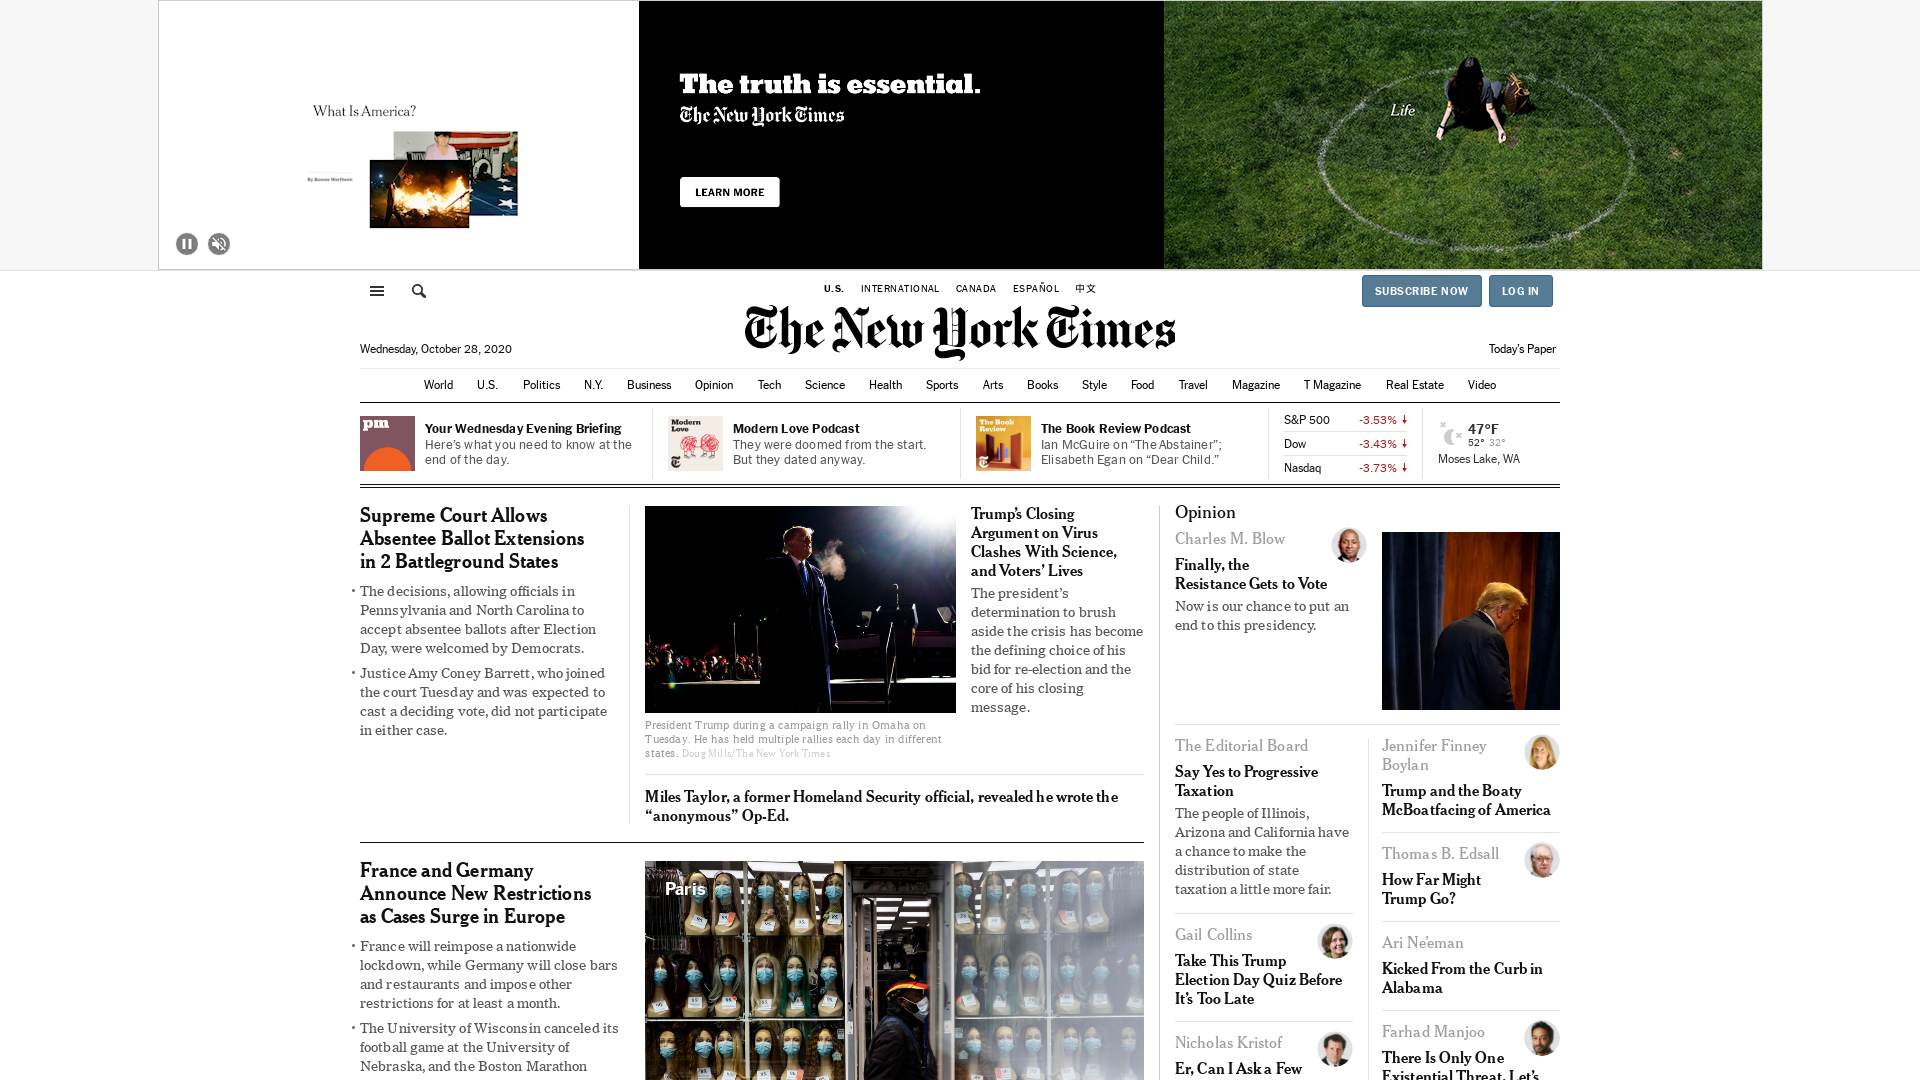 What Is America?
By Bonnie Wertheim
The truth is essential.
The New York Times
LEARN MORE
Life
U.S. INTERNATIONAL CANADA ESPAÑOL 中文
SUBSCRIBE NOW LOG IN
The New York Times
Wednesday, October 28, 2020
Today's Paper
World U.S. Politics N.Y. Business Opinion Tech Science Health Sports Arts Books Style Food Travel Magazine T Magazine Real Estate Video
pm
Your Wednesday Evening Briefing
Here's what you need to know at the
end of the day.
Modern
Love
Modern Love Podcast
They were doomed from the start.
But they dated anyway.
The Book
Review
The Book Review Podcast
Ian McGuire on “The Abstainer”;
Elisabeth Egan on “Dear Child.”
S&P 500 -3.53% ↓
Dow -3.43% ↓
Nasdaq -3.73% ↓
47°F
52° 32°
Moses Lake, WA
Supreme Court Allows
Absentee Ballot Extensions
in 2 Battleground States
• The decisions, allowing officials in
Pennsylvania and North Carolina to
accept absentee ballots after Election
Day, were welcomed by Democrats.
• Justice Amy Coney Barrett, who joined
the court Tuesday and was expected to
cast a deciding vote, did not participate
in either case.
President Trump during a campaign rally in Omaha on
Tuesday. He has held multiple rallies each day in different
states. Doug Mills/The New York Times
Trump's Closing
Argument on Virus
Clashes With Science,
and Voters' Lives
The president's
determination to brush
aside the crisis has become
the defining choice of his
bid for re-election and the
core of his closing
message.
Miles Taylor, a former Homeland Security official, revealed he wrote the
“anonymous” Op-Ed.
France and Germany
Announce New Restrictions
as Cases Surge in Europe
• France will reimpose a nationwide
lockdown, while Germany will close bars
and restaurants and impose other
restrictions for at least a month.
• The University of Wisconsin canceled its
football game at the University of
Nebraska, and the Boston Marathon
Paris
Opinion
Charles M. Blow
Finally, the
Resistance Gets to Vote
Now is our chance to put an
end to this presidency.
The Editorial Board
Say Yes to Progressive
Taxation
The people of Illinois,
Arizona and California have
a chance to make the
distribution of state
taxation a little more fair.
Gail Collins
Take This Trump
Election Day Quiz Before
It's Too Late
Nicholas Kristof
Er, Can I Ask a Few
Jennifer Finney
Boylan
Trump and the Boaty
McBoatfacing of America
Thomas B. Edsall
How Far Might
Trump Go?
Ari Ne'eman
Kicked From the Curb in
Alabama
Farhad Manjoo
There Is Only One
Existential Threat. Let's